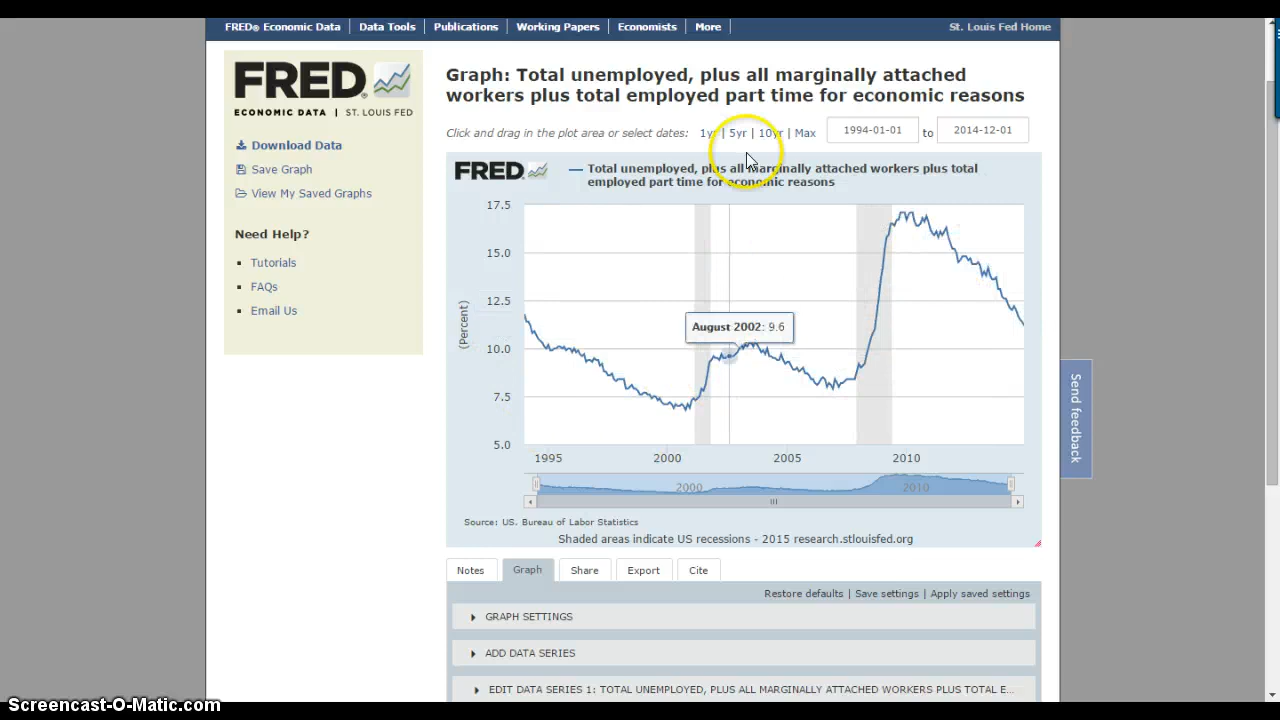 FRED® Economic Data | Data Tools | Publications | Working Papers | Economists | More |
St. Louis Fed Home
FRED®
ECONOMIC DATA | ST. LOUIS FED
Download Data
Save Graph
View My Saved Graphs
Need Help?
Tutorials
FAQs
Email Us
Graph: Total unemployed, plus all marginally attached
workers plus total employed part time for economic reasons
Click and drag in the plot area or select dates: 1yr | 5yr | 10yr | Max 1994-01-01 to 2014-12-01
FRED
Total unemployed, plus all marginally attached workers plus total
employed part time for economic reasons
17.5
15.0
12.5
10.0
7.5
5.0
(Percent)
August 2002: 9.6
1995 2000 2005 2010
2000 2010
Source: US. Bureau of Labor Statistics
Shaded areas indicate US recessions - 2015 research.stlouisfed.org
Send feedback
Notes Graph Share Export Cite
Restore defaults | Save settings | Apply saved settings
GRAPH SETTINGS
ADD DATA SERIES
EDIT DATA SERIES 1: TOTAL UNEMPLOYED, PLUS ALL MARGINALLY ATTACHED WORKERS PLUS TOTAL E...
Screencast-O-Matic.com